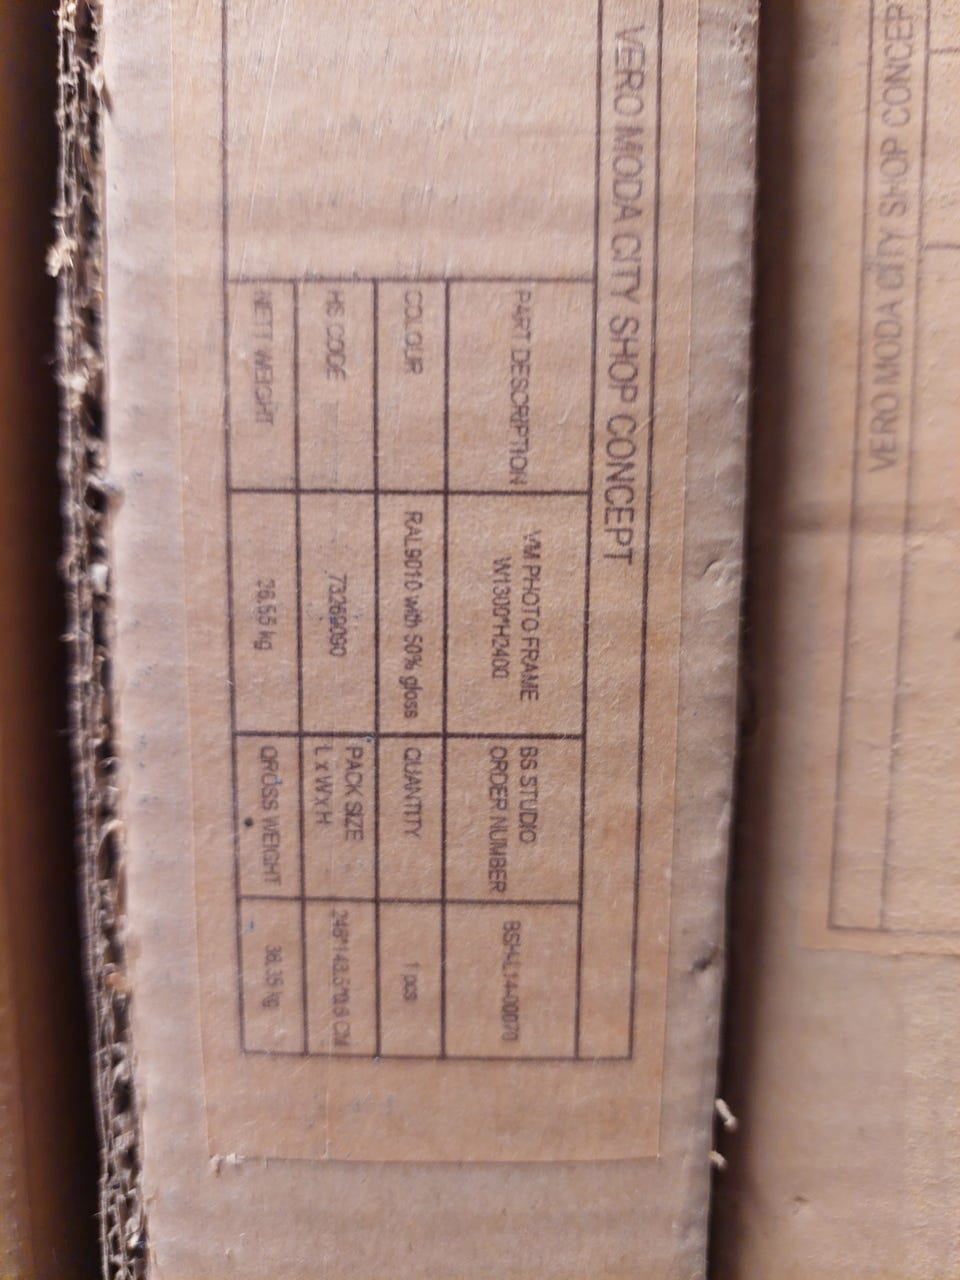 VERO MODA CITY SHOP CONCEPT
PART DESCRIPTION
VM PHOTO FRAME
W1300*H2400
BS STUDIO
ORDER NUMBER
COLOUR
RAL9010 with 50% gloss
QUANTITY
1 pcs
HS CODE
73269090
PACK SIZE
L x W x H
NETT WEIGHT
26.55 kg
GROSS WEIGHT
36.35 kg
VERO MODA CITY SHOP CONCEP